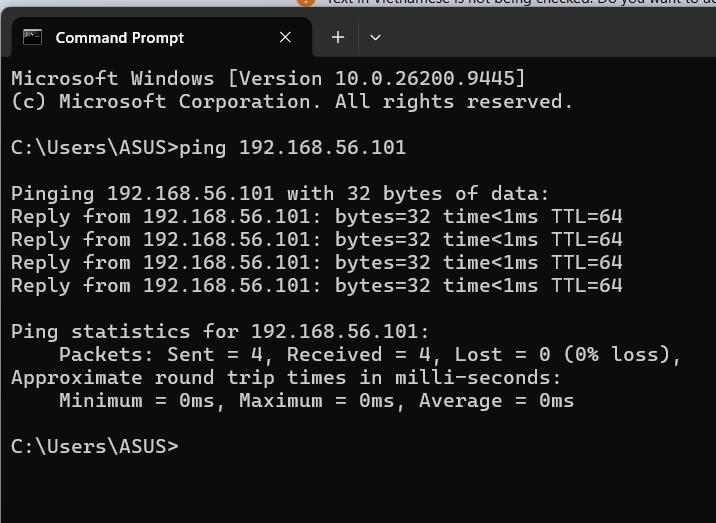 Text in Vietnamese is not being checked. Do you want to
Command Prompt
Microsoft Windows [Version 10.0.26200.9445]
(c) Microsoft Corporation. All rights reserved.
C:\Users\ASUS>ping 192.168.56.101
Pinging 192.168.56.101 with 32 bytes of data:
Reply from 192.168.56.101: bytes=32 time<1ms TTL=64
Reply from 192.168.56.101: bytes=32 time<1ms TTL=64
Reply from 192.168.56.101: bytes=32 time<1ms TTL=64
Reply from 192.168.56.101: bytes=32 time<1ms TTL=64
Ping statistics for 192.168.56.101:
    Packets: Sent = 4, Received = 4, Lost = 0 (0% loss),
Approximate round trip times in milli-seconds:
    Minimum = 0ms, Maximum = 0ms, Average = 0ms
C:\Users\ASUS>